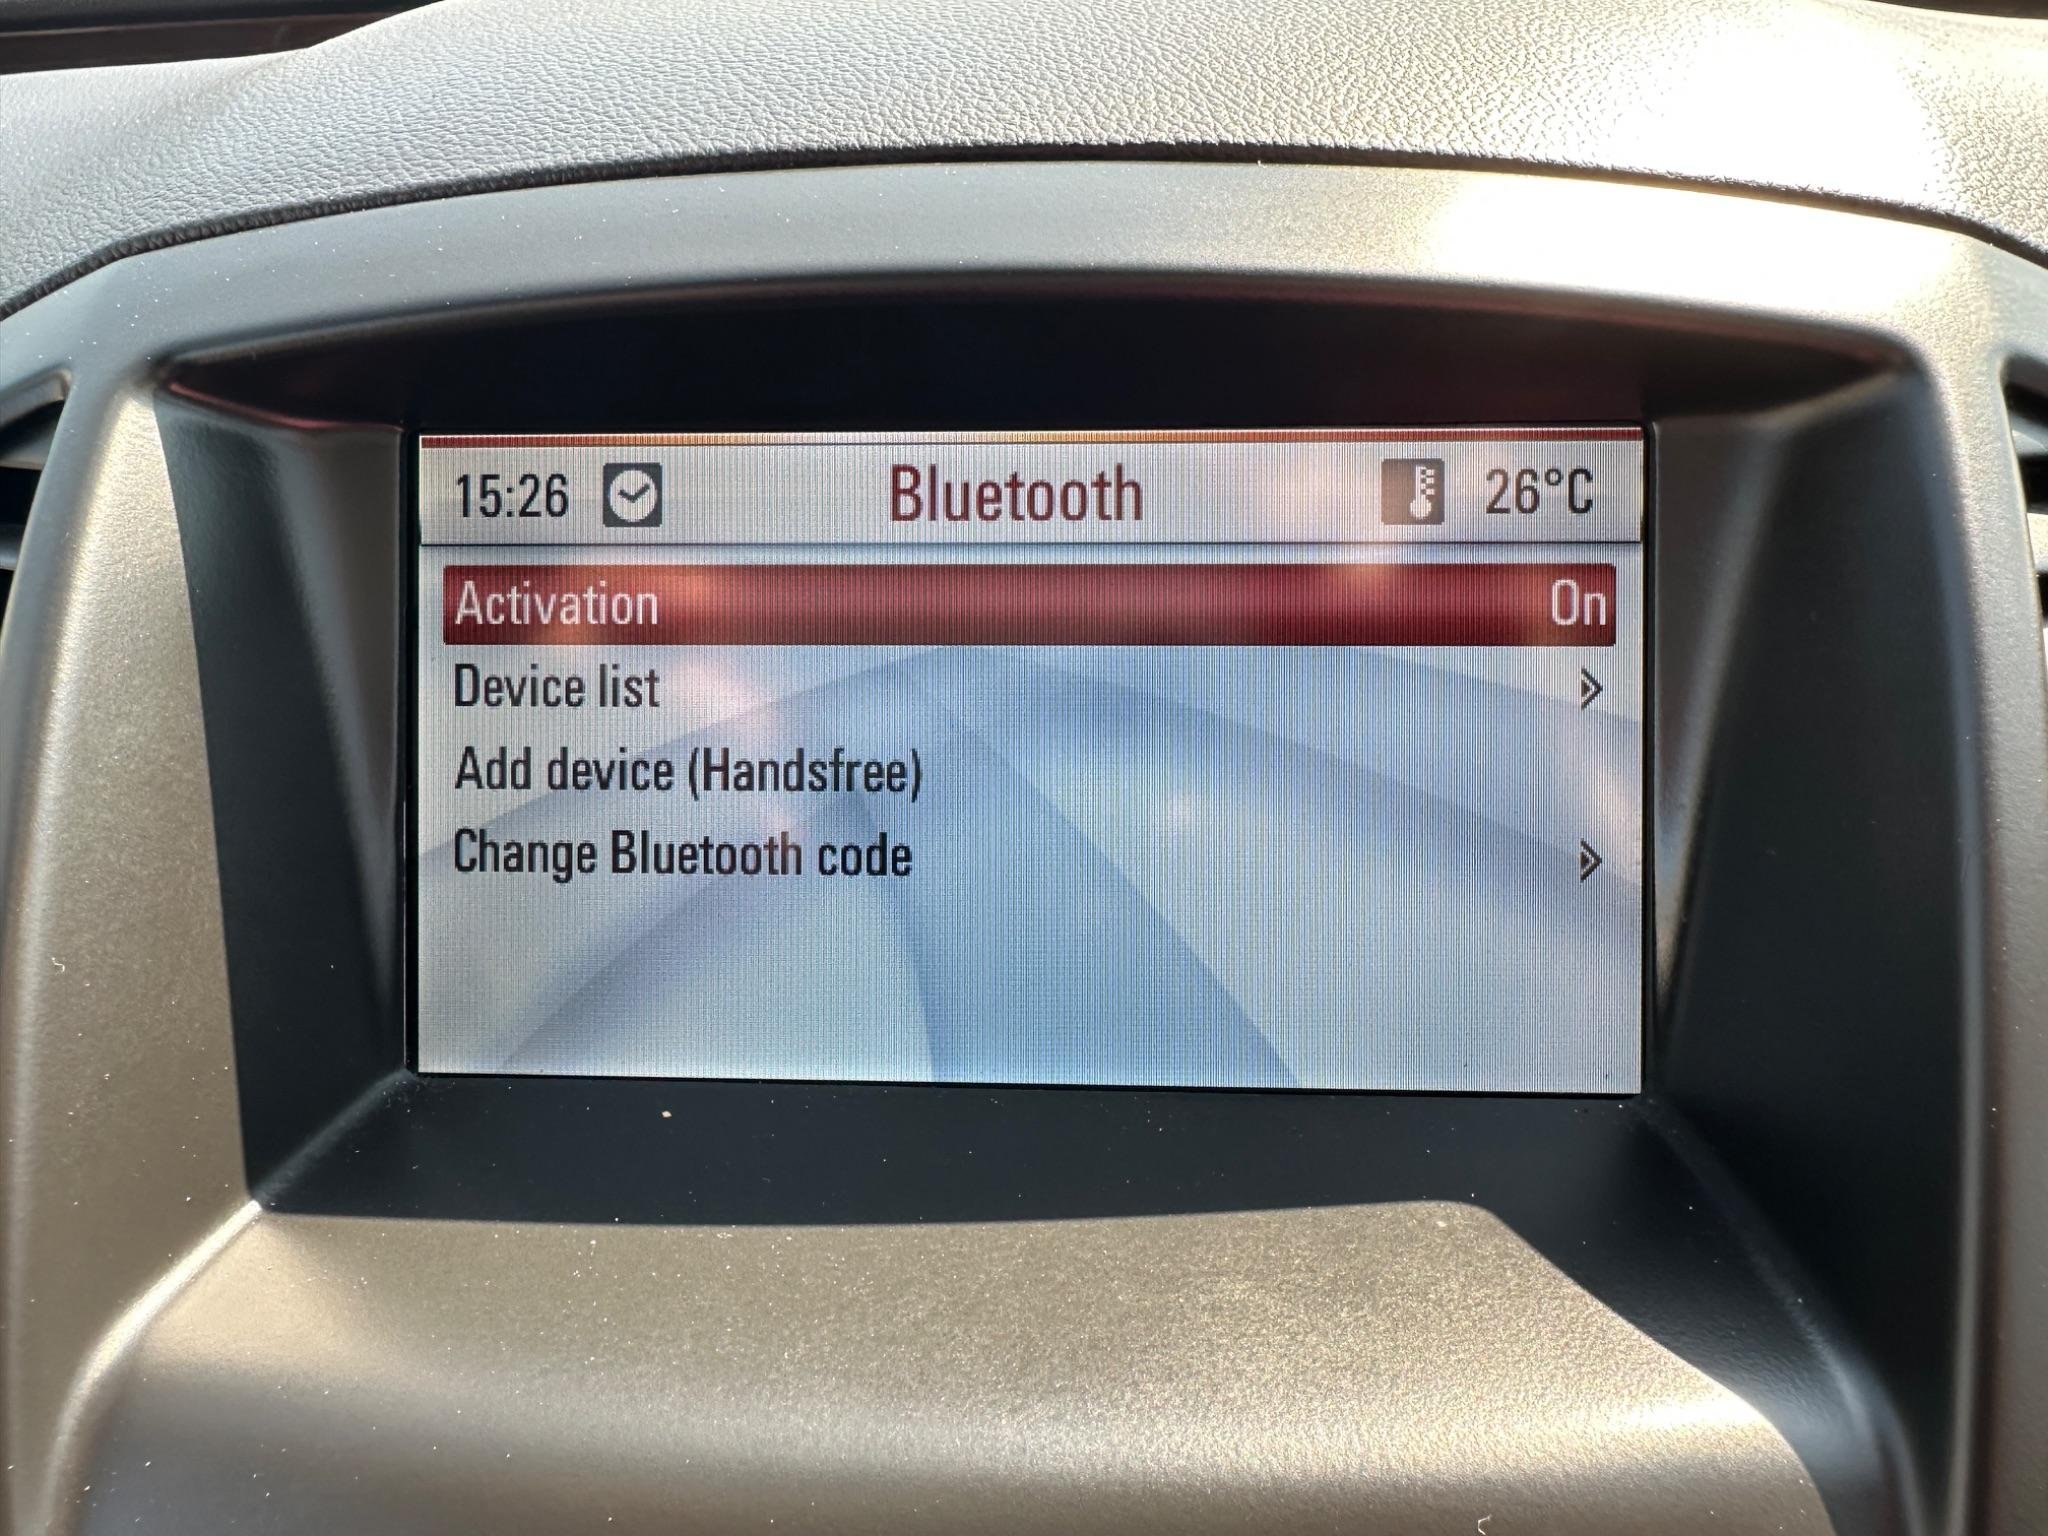 15:26 Bluetooth 26°C
Activation On
Device list
Add device (Handsfree)
Change Bluetooth code